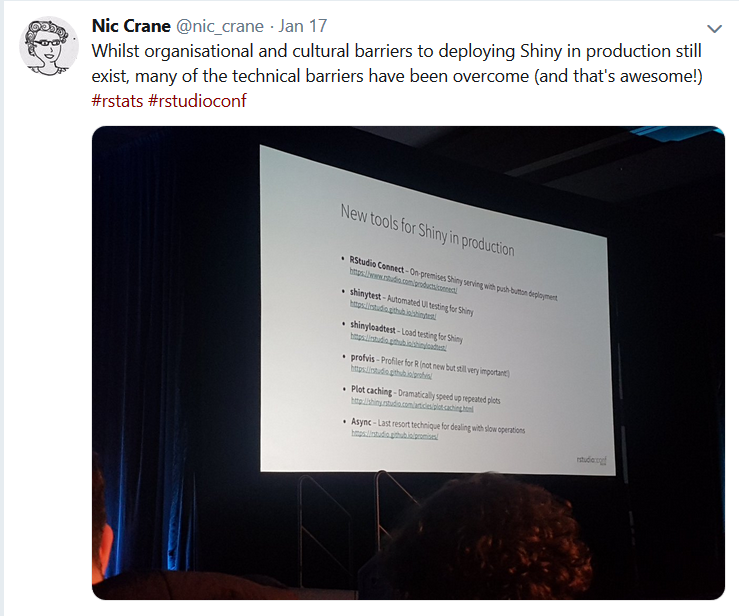 Nic Crane @nic_crane · Jan 17
Whilst organisational and cultural barriers to deploying Shiny in production still
exist, many of the technical barriers have been overcome (and that's awesome!)
#rstats #rstudioconf
New tools for Shiny in production
• RStudio Connect – On-premises Shiny serving with push-button deployment
https://www.rstudio.com/products/connect/
• shinytest – Automated UI testing for Shiny
https://rstudio.github.io/shinytest/
• shinyloadtest – Load testing for Shiny
https://rstudio.github.io/shinyloadtest/
• profvis – Profiler for R (not new but still very important!)
https://rstudio.github.io/profvis/
• Plot caching – Dramatically speed up repeated plots
http://shiny.rstudio.com/articles/plot-caching.html
• Async – Last resort technique for dealing with slow operations
https://rstudio.github.io/promises/
rstudio::conf